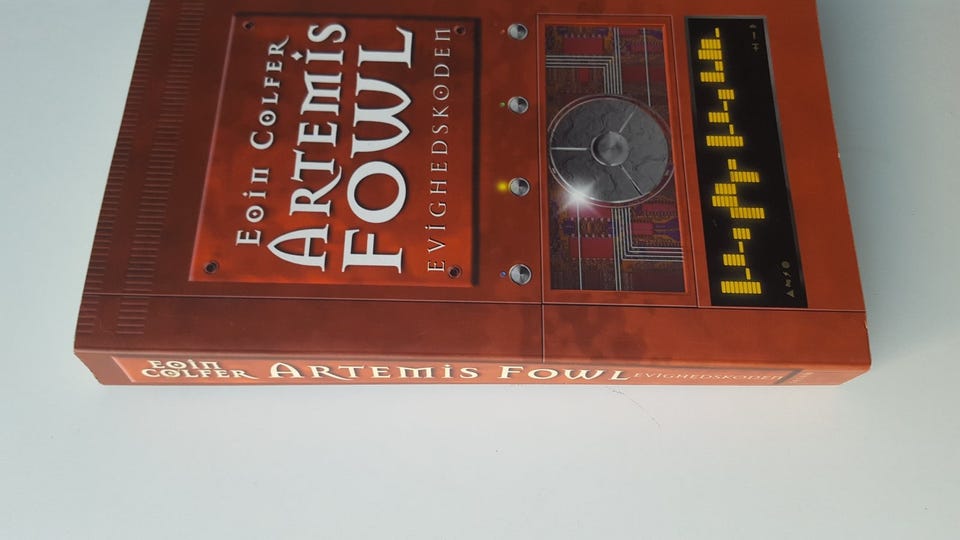 Eoin Colfer
Artemis
Fowl
Evighedskoden
Eoin
Colfer Artemis Fowl Evighedskoden